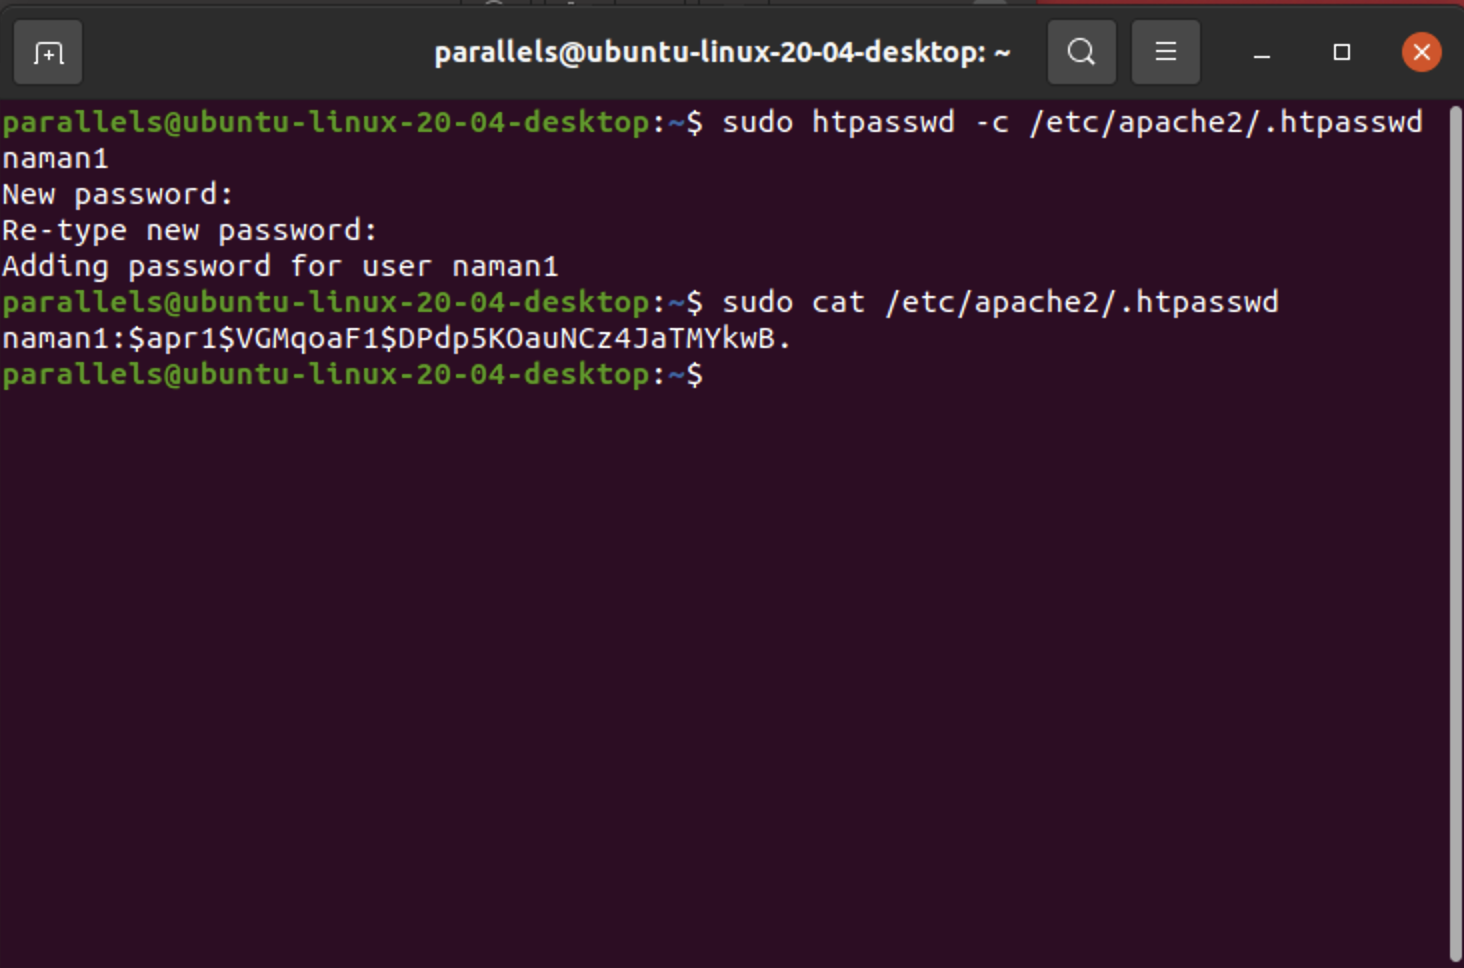 parallels@ubuntu-linux-20-04-desktop: ~
parallels@ubuntu-linux-20-04-desktop:~$ sudo htpasswd -c /etc/apache2/.htpasswd
naman1
New password:
Re-type new password:
Adding password for user naman1
parallels@ubuntu-linux-20-04-desktop:~$ sudo cat /etc/apache2/.htpasswd
naman1:$apr1$VGMqoaF1$DPdp5KOauNCz4JaTMYkwB.
parallels@ubuntu-linux-20-04-desktop:~$